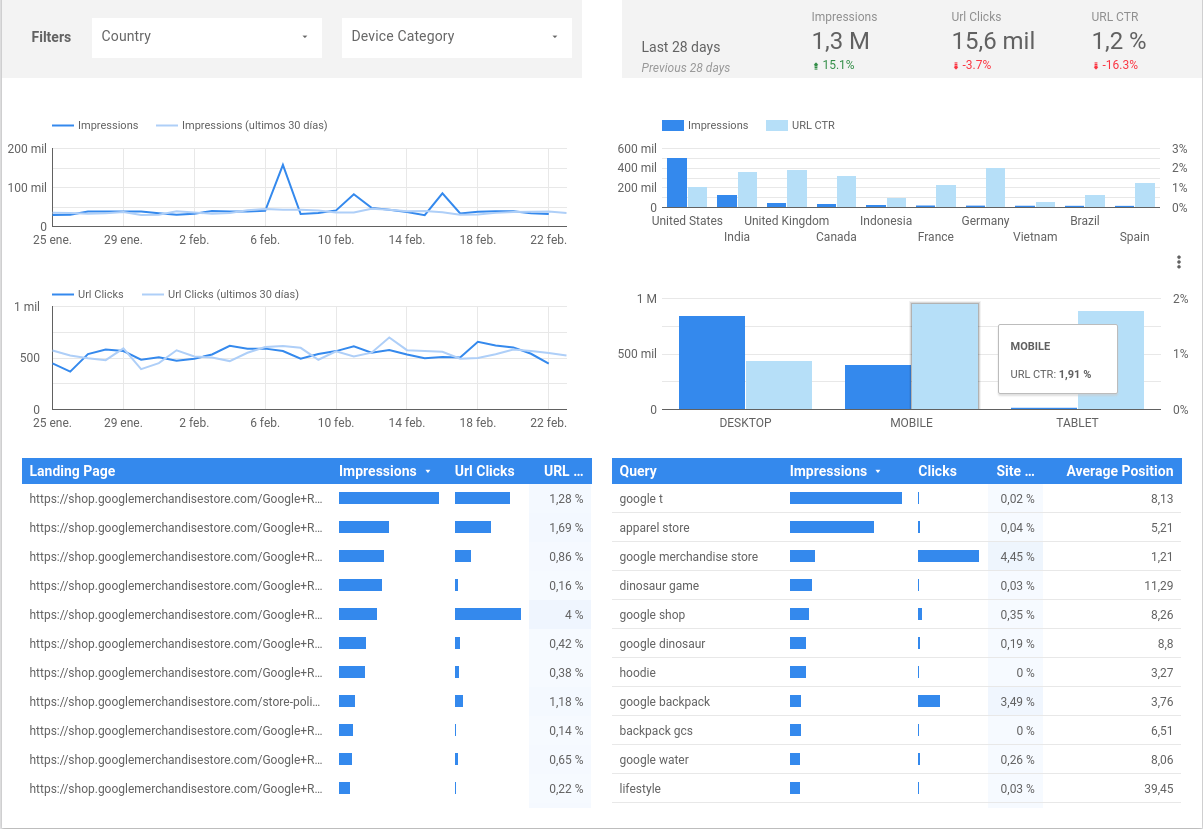 Filters
Country
Device Category
Last 28 days
Previous 28 days
Impressions
1,3 M
15.1%
Url Clicks
15,6 mil
-3.7%
URL CTR
1,2 %
-16.3%
Impressions Impressions (ultimos 30 días)
200 mil
100 mil
0
25 ene. 29 ene. 2 feb. 6 feb. 10 feb. 14 feb. 18 feb. 22 feb.
Impressions URL CTR
600 mil 3%
400 mil 2%
200 mil 1%
0 0%
United States United Kingdom Indonesia Germany Brazil
India Canada France Vietnam Spain
Url Clicks Url Clicks (ultimos 30 días)
1 mil
500
0
25 ene. 29 ene. 2 feb. 6 feb. 10 feb. 14 feb. 18 feb. 22 feb.
1 M 2%
500 mil 1%
0 0%
MOBILE
URL CTR: 1,91 %
DESKTOP MOBILE TABLET
Landing Page Impressions Url Clicks URL ...
https://shop.googlemerchandisestore.com/Google+R... 1,28 %
https://shop.googlemerchandisestore.com/Google+R... 1,69 %
https://shop.googlemerchandisestore.com/Google+R... 0,86 %
https://shop.googlemerchandisestore.com/Google+R... 0,16 %
https://shop.googlemerchandisestore.com/Google+R... 4 %
https://shop.googlemerchandisestore.com/Google+R... 0,42 %
https://shop.googlemerchandisestore.com/Google+R... 0,38 %
https://shop.googlemerchandisestore.com/store-poli... 1,18 %
https://shop.googlemerchandisestore.com/Google+R... 0,14 %
https://shop.googlemerchandisestore.com/Google+R... 0,65 %
https://shop.googlemerchandisestore.com/Google+R... 0,22 %
Query Impressions Clicks Site ... Average Position
google t 0,02 % 8,13
apparel store 0,04 % 5,21
google merchandise store 4,45 % 1,21
dinosaur game 0,03 % 11,29
google shop 0,35 % 8,26
google dinosaur 0,19 % 8,8
hoodie 0 % 3,27
google backpack 3,49 % 3,76
backpack gcs 0 % 6,51
google water 0,26 % 8,06
lifestyle 0,03 % 39,45